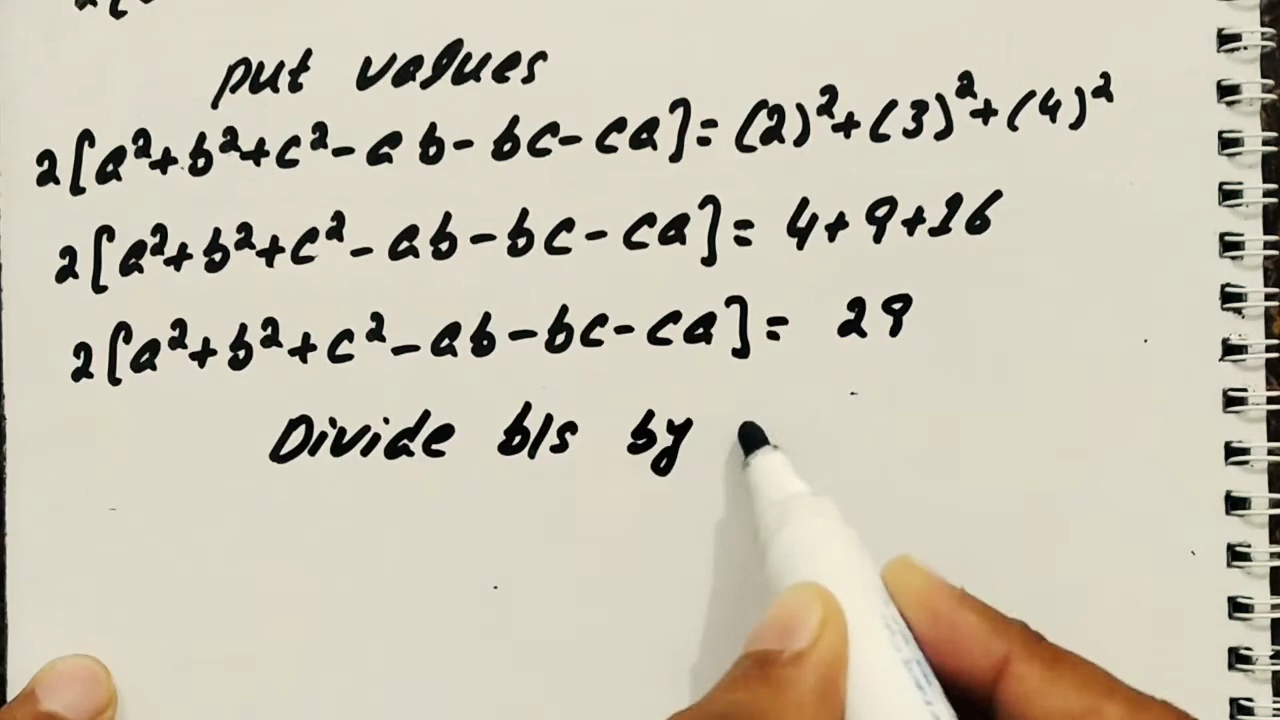 put values
2[a²+b²+c²-ab-bc-ca]=(2)²+(3)²+(4)²
2[a²+b²+c²-ab-bc-ca]= 4+9+16
2[a²+b²+c²-ab-bc-ca]= 29
Divide b/s by